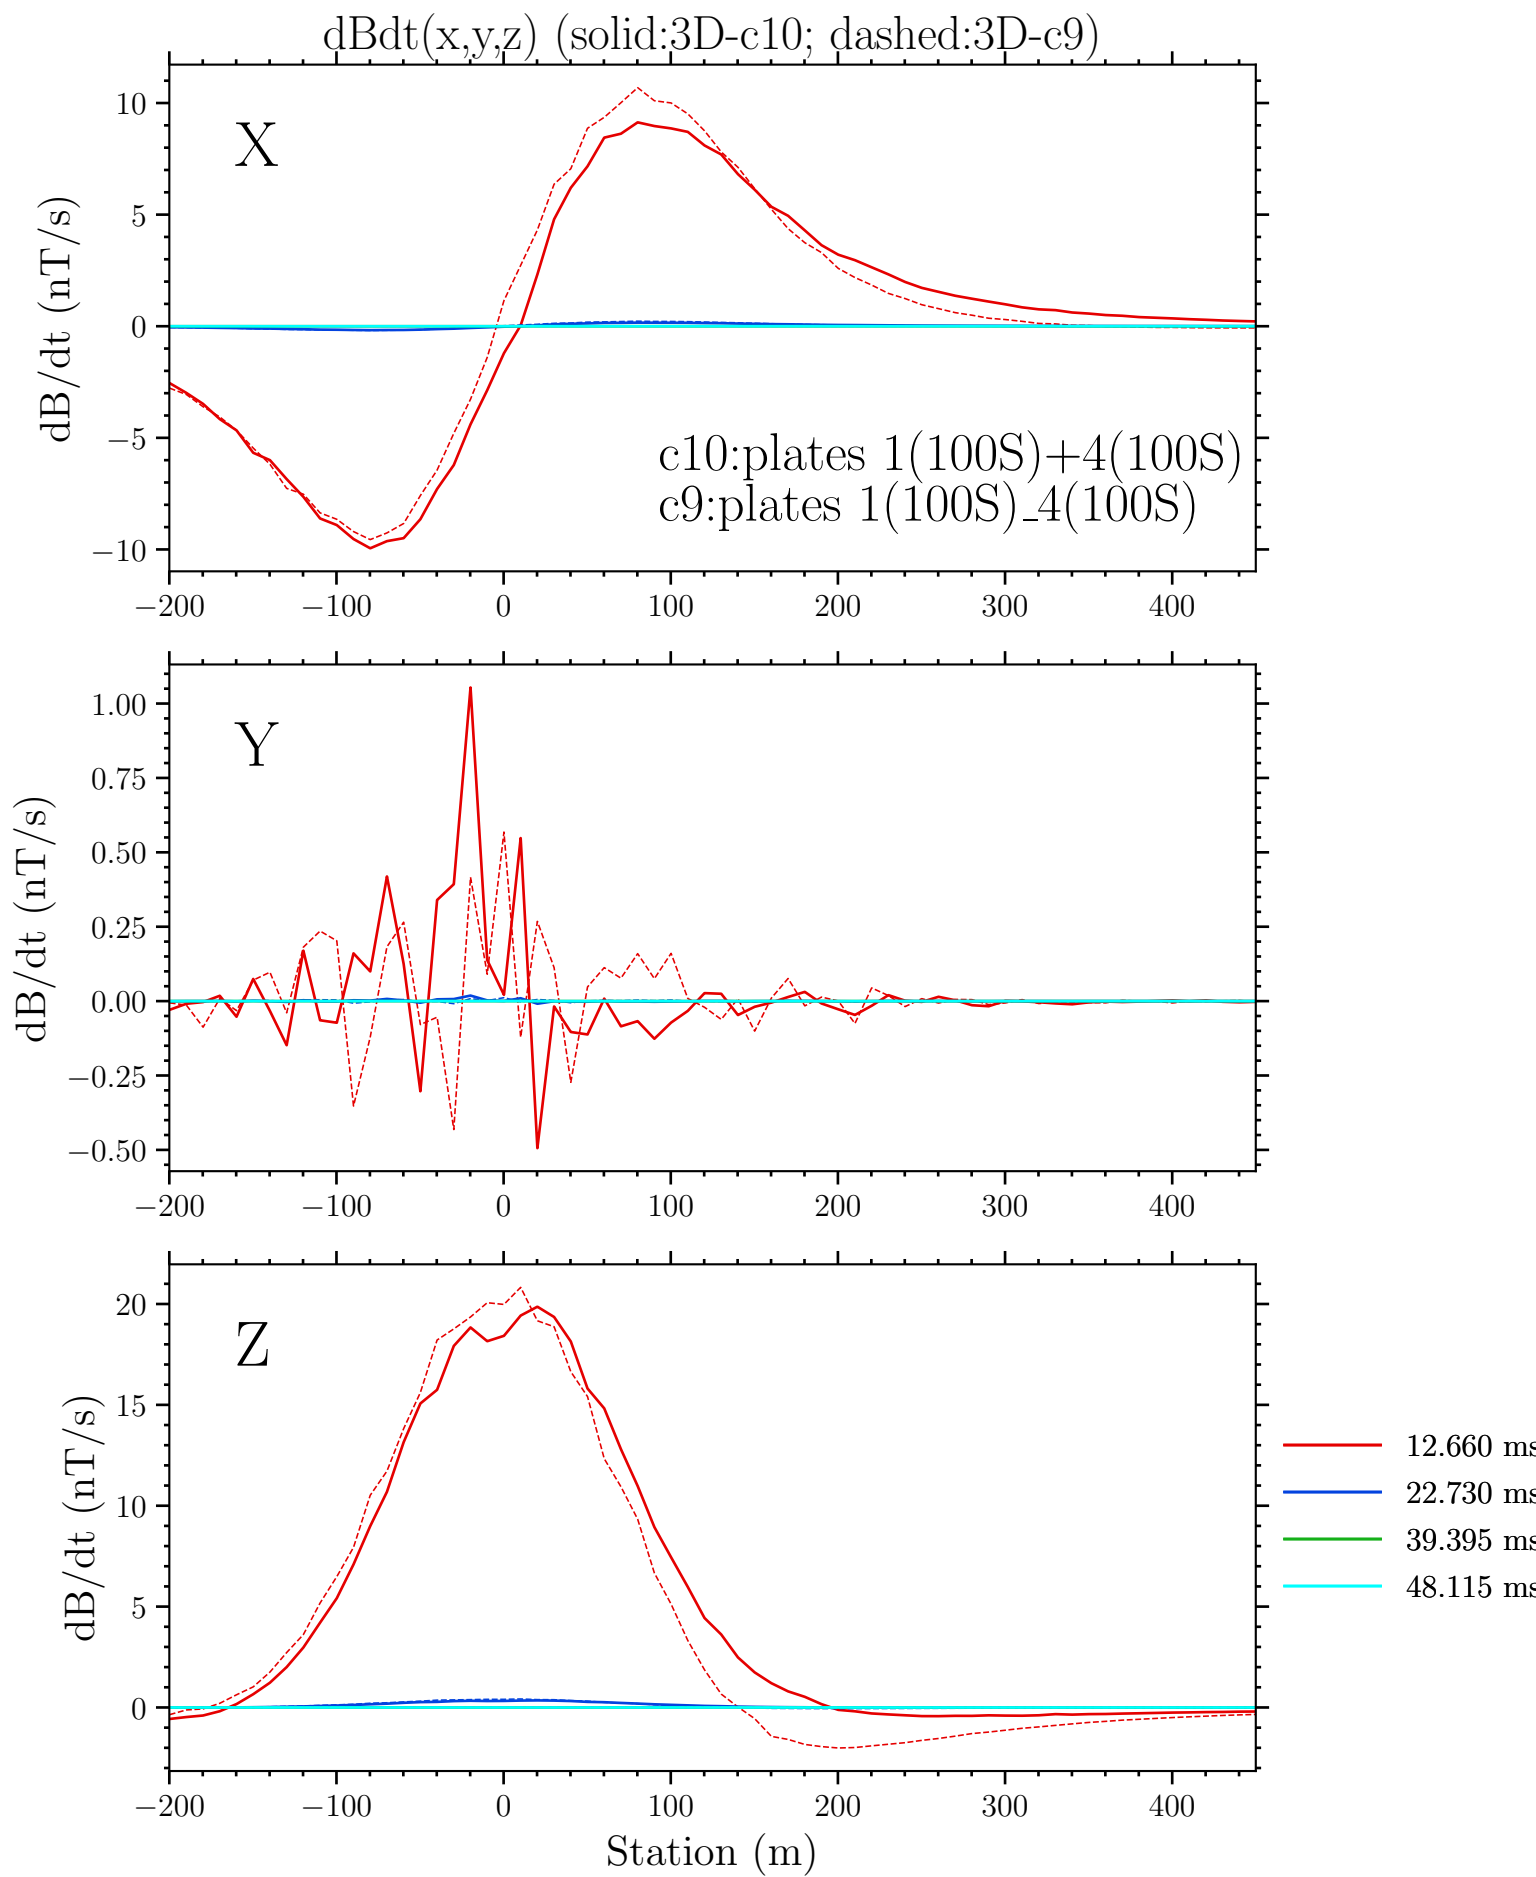 dBdt(x,y,z) (solid:3D-c10; dashed:3D-c9)
10
5
0
−5
−10
dB/dt (nT/s)
X
c10:plates 1(100S)+4(100S)
c9:plates 1(100S)_4(100S)
−200 −100 0 100 200 300 400
1.00
0.75
0.50
0.25
0.00
−0.25
−0.50
dB/dt (nT/s)
Y
−200 −100 0 100 200 300 400
20
15
10
5
0
dB/dt (nT/s)
Z
−200 −100 0 100 200 300 400
Station (m)
12.660 ms
22.730 ms
39.395 ms
48.115 ms